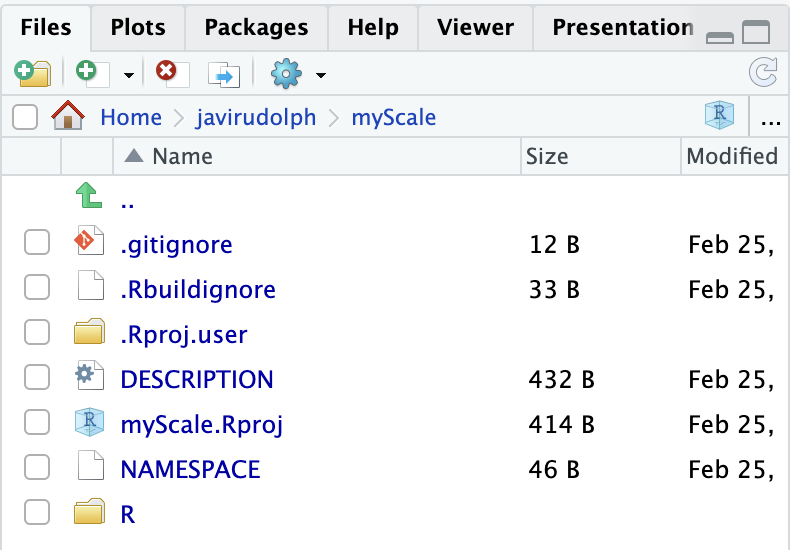 Files Plots Packages Help Viewer Presentation
Home javirudolph myScale R ...
Name Size Modified
..
.gitignore 12 B Feb 25,
.Rbuildignore 33 B Feb 25,
.Rproj.user
DESCRIPTION 432 B Feb 25,
R myScale.Rproj 414 B Feb 25,
NAMESPACE 46 B Feb 25,
R